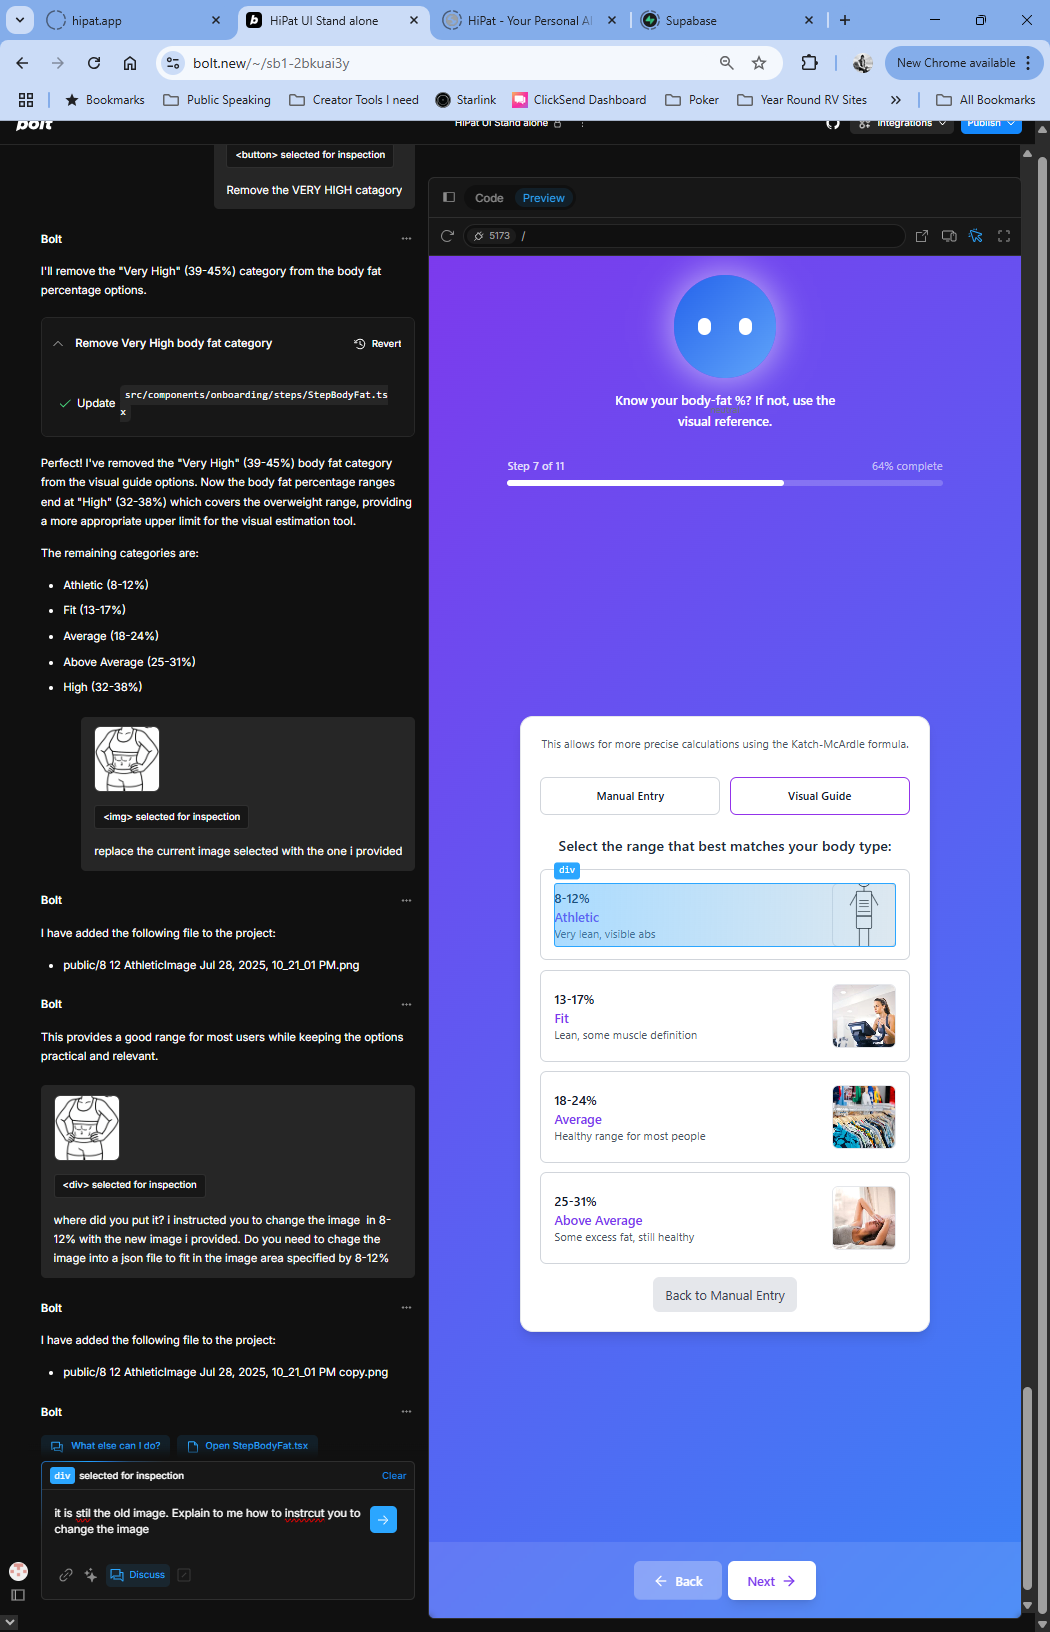 hipat.app
HiPat UI Stand alone
HiPat - Your Personal AI
Supabase
bolt.new/~/sb1-2bkuai3y
New Chrome available
Bookmarks
Public Speaking
Creator Tools I need
Starlink
ClickSend Dashboard
Poker
Year Round RV Sites
All Bookmarks
bolt
HiPat UI Stand alone
Integrations
Publish
<button> selected for inspection
Remove the VERY HIGH catagory
Bolt
I'll remove the "Very High" (39-45%) category from the body fat
percentage options.
Remove Very High body fat category
Revert
Update
src/components/onboarding/steps/StepBodyFat.ts
x
Perfect! I've removed the "Very High" (39-45%) body fat category
from the visual guide options. Now the body fat percentage ranges
end at "High" (32-38%) which covers the overweight range, providing
a more appropriate upper limit for the visual estimation tool.
The remaining categories are:
Athletic (8-12%)
Fit (13-17%)
Average (18-24%)
Above Average (25-31%)
High (32-38%)
<img> selected for inspection
replace the current image selected with the one i provided
Bolt
I have added the following file to the project:
public/8 12 AthleticImage Jul 28, 2025, 10_21_01 PM.png
Bolt
This provides a good range for most users while keeping the options
practical and relevant.
<div> selected for inspection
where did you put it? i instructed you to change the image  in 8-
12% with the new image i provided. Do you need to chage the
image into a json file to fit in the image area specified by 8-12%
Bolt
I have added the following file to the project:
public/8 12 AthleticImage Jul 28, 2025, 10_21_01 PM copy.png
Bolt
What else can I do?
Open StepBodyFat.tsx
div selected for inspection
Clear
it is stil the old image. Explain to me how to instrcut you to
change the image
Discuss
Code
Preview
5173
/
Know your body-fat %? If not, use the
visual reference.
Step 7 of 11
64% complete
This allows for more precise calculations using the Katch-McArdle formula.
Manual Entry
Visual Guide
Select the range that best matches your body type:
div
8-12%
Athletic
Very lean, visible abs
13-17%
Fit
Lean, some muscle definition
18-24%
Average
Healthy range for most people
25-31%
Above Average
Some excess fat, still healthy
Back to Manual Entry
Back
Next